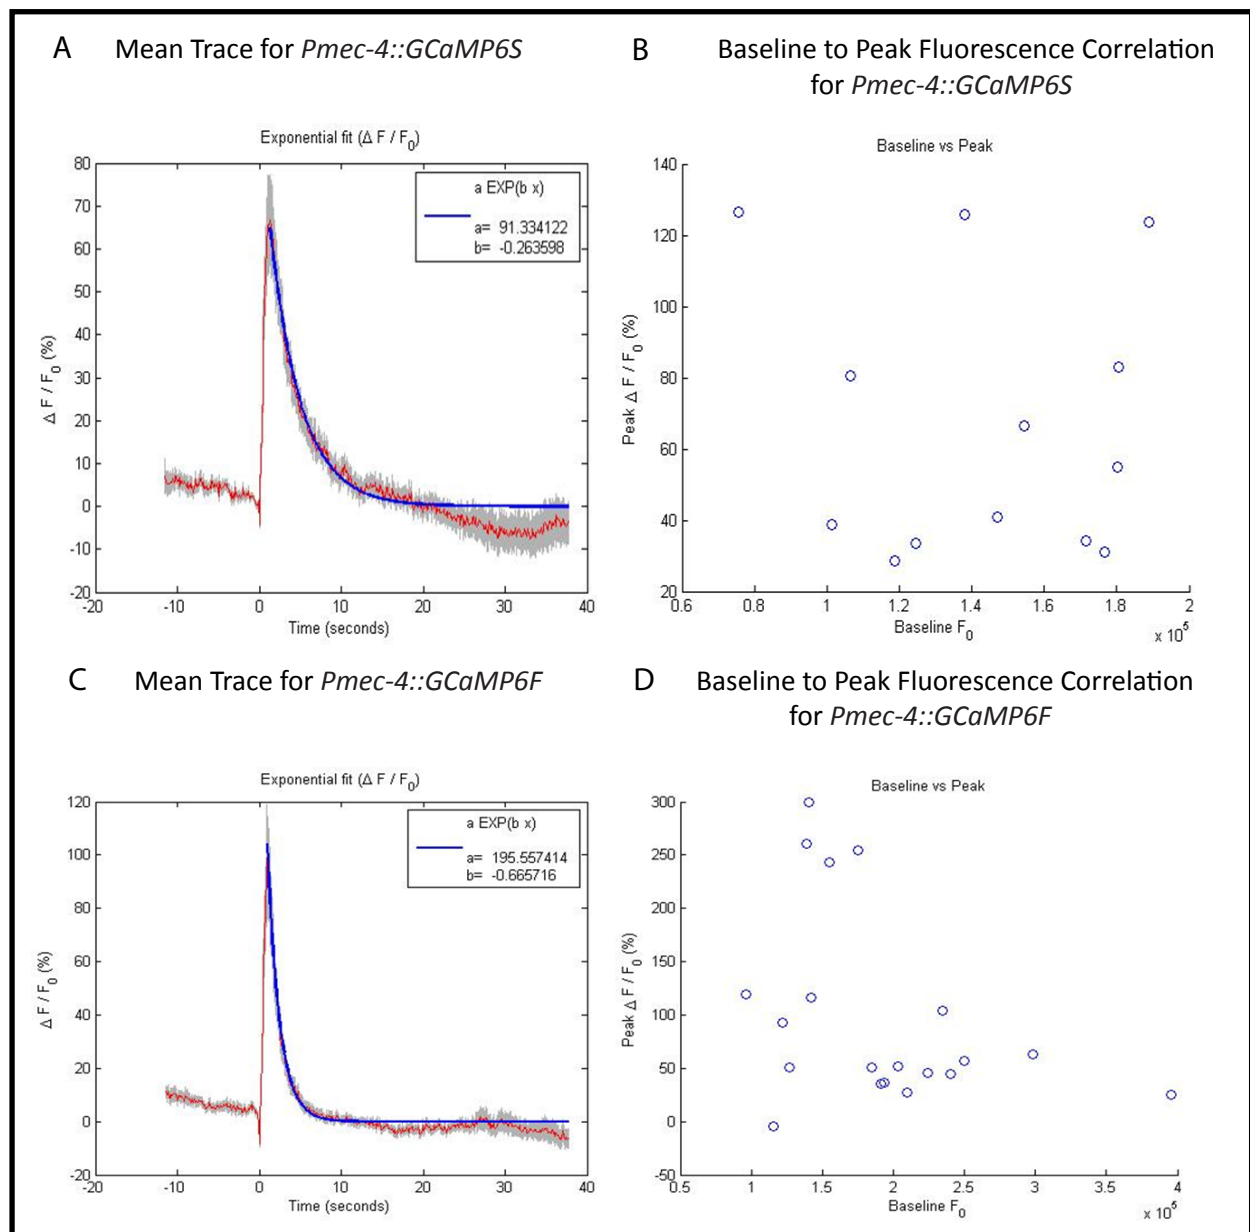 A Mean Trace for Pmec-4::GCaMP6S
Exponential fit (Δ F / F0)
80
70
60
50
40
30
20
10
0
-10
-20
Δ F / F0 (%)
a EXP(b x)
a= 91.334122
b= -0.263598
-20 -10 0 10 20 30 40
Time (seconds)
B Baseline to Peak Fluorescence Correlation
for Pmec-4::GCaMP6S
Baseline vs Peak
140
120
100
80
60
40
20
Peak Δ F / F0 (%)
0.6 0.8 1 1.2 1.4 1.6 1.8 2
Baseline F0
x 10^5
C Mean Trace for Pmec-4::GCaMP6F
Exponential fit (Δ F / F0)
120
100
80
60
40
20
0
-20
Δ F / F0 (%)
a EXP(b x)
a= 195.557414
b= -0.665716
-20 -10 0 10 20 30 40
Time (seconds)
D Baseline to Peak Fluorescence Correlation
for Pmec-4::GCaMP6F
Baseline vs Peak
300
250
200
150
100
50
0
-50
Peak Δ F / F0 (%)
0.5 1 1.5 2 2.5 3 3.5 4
Baseline F0
x 10^5